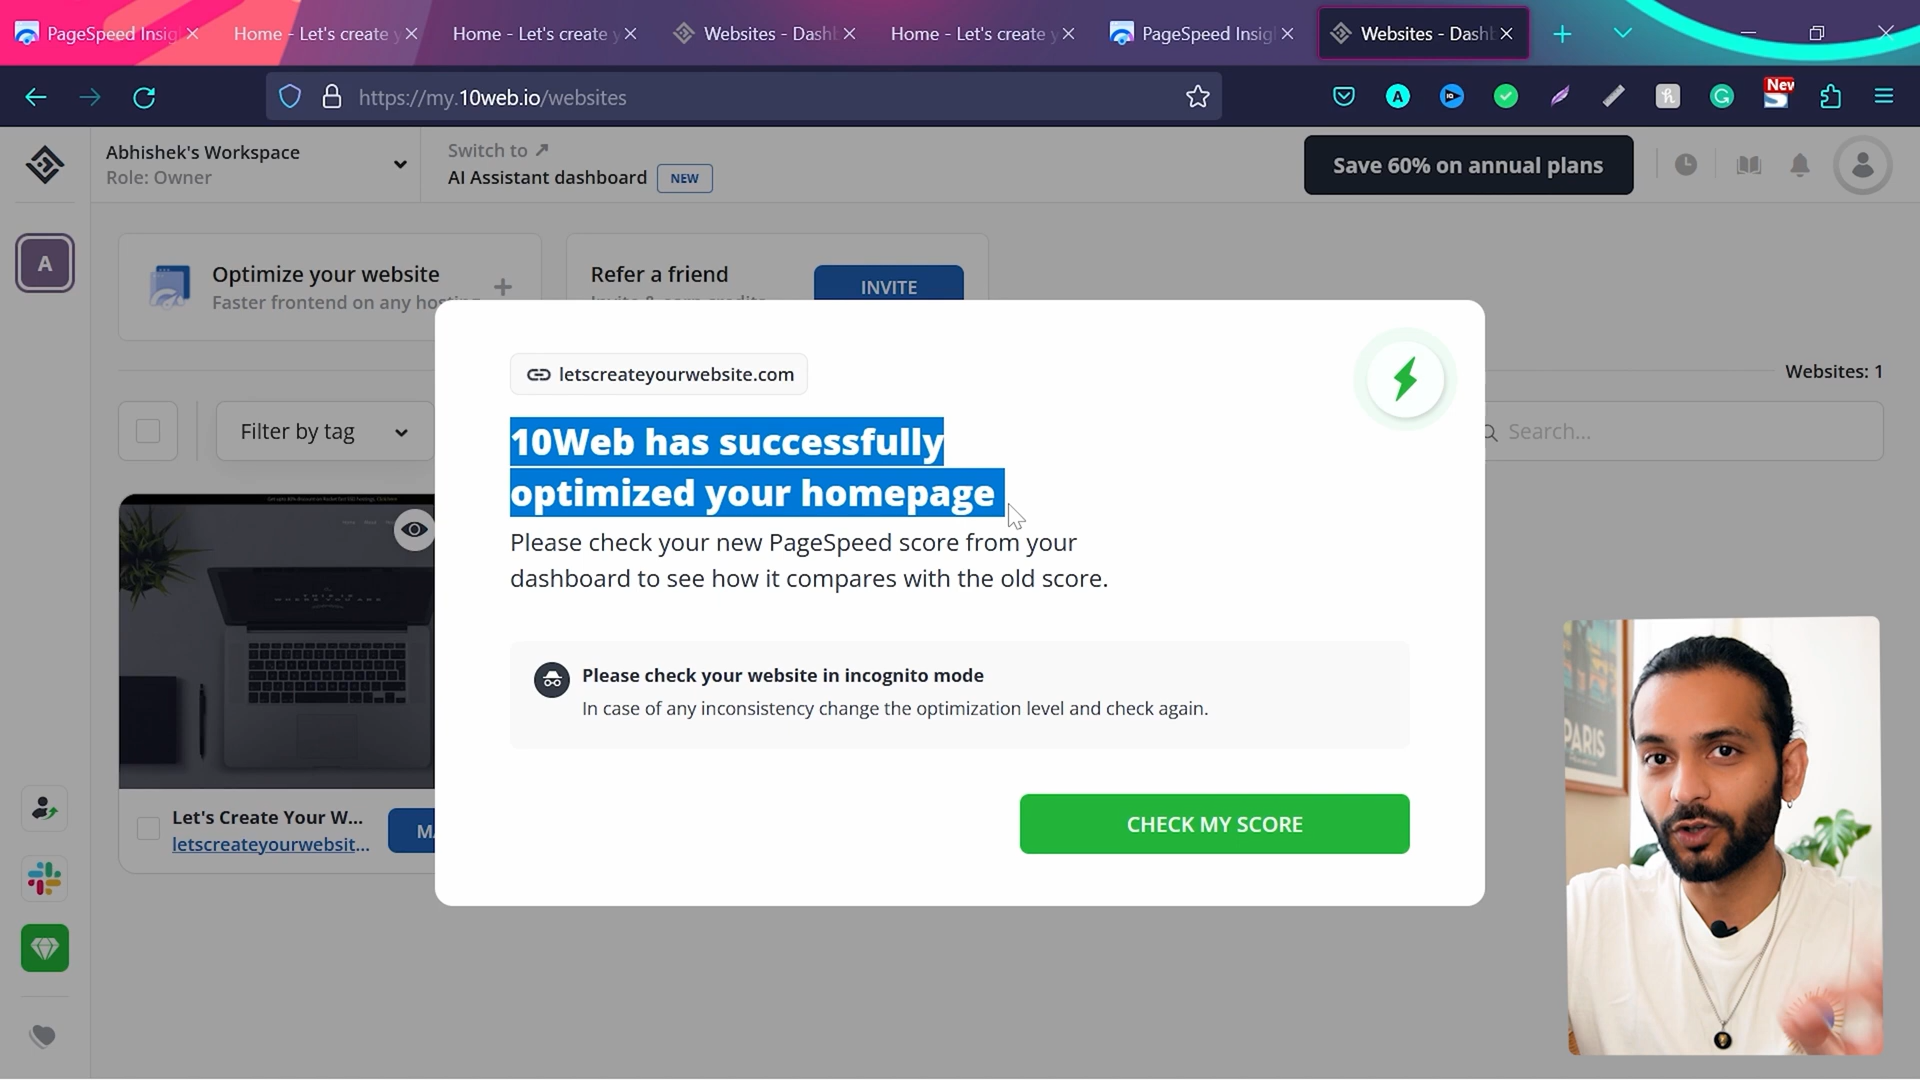 PageSpeed Insig
Home - Let's create y
Home - Let's create y
Websites - Dashb
Home - Let's create y
PageSpeed Insig
Websites - Dashb
https://my.10web.io/websites
New
Abhishek's Workspace
Role: Owner
Switch to
AI Assistant dashboard NEW
Save 60% on annual plans
A
Optimize your website
Faster frontend on any hosting
Refer a friend
INVITE
letscreateyourwebsite.com
Websites: 1
Filter by tag
Search...
10Web has successfully
optimized your homepage
Please check your new PageSpeed score from your
dashboard to see how it compares with the old score.
Please check your website in incognito mode
In case of any inconsistency change the optimization level and check again.
CHECK MY SCORE
Let's Create Your W...
letscreateyourwebsit...
PARIS